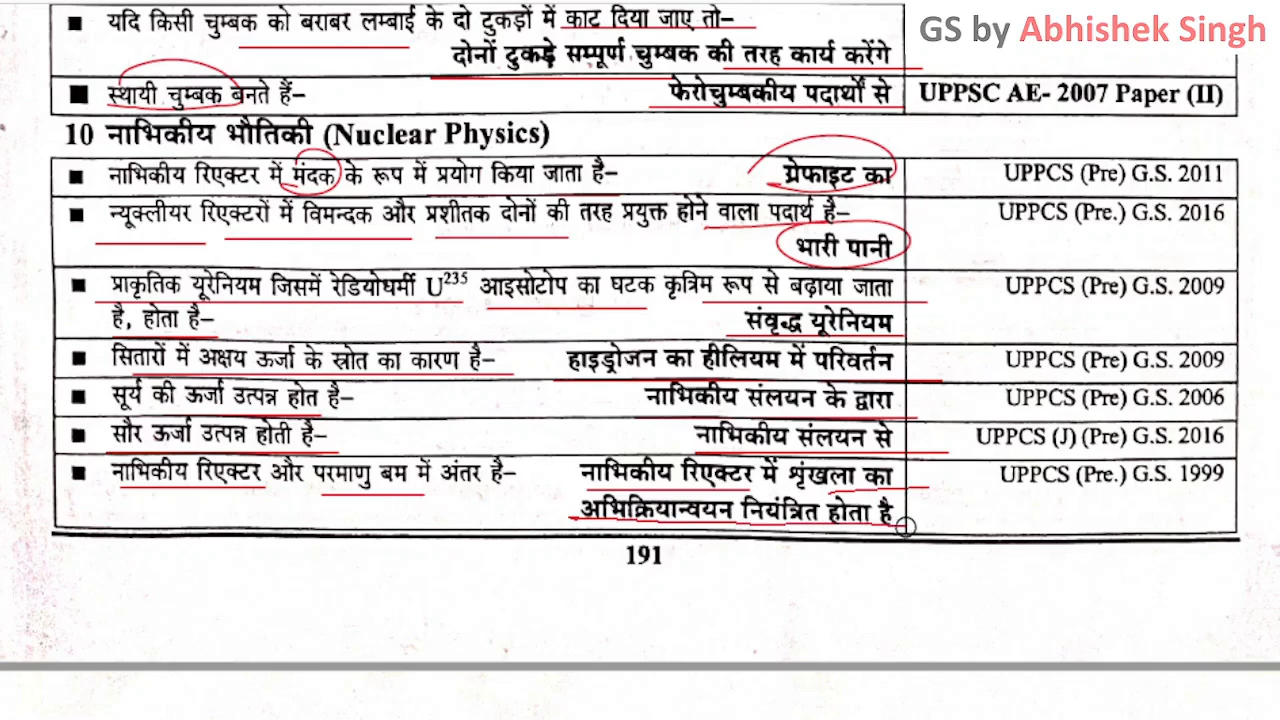 GS by Abhishek Singh
■ यदि किसी चुम्बक को बराबर लम्बाई के दो टुकड़ों में काट दिया जाए तो–
दोनों टुकड़े सम्पूर्ण चुम्बक की तरह कार्य करेंगे
■ स्थायी चुम्बक बनते हैं– फेरोचुम्बकीय पदार्थों से UPPSC AE- 2007 Paper (II)
10 नाभिकीय भौतिकी (Nuclear Physics)
■ नाभिकीय रिएक्टर में मंदक के रूप में प्रयोग किया जाता है– ग्रेफाइट का UPPCS (Pre) G.S. 2011
■ न्यूक्लीयर रिएक्टरों में विमन्दक और प्रशीतक दोनों की तरह प्रयुक्त होने वाला पदार्थ है– UPPCS (Pre.) G.S. 2016
भारी पानी
■ प्राकृतिक यूरेनियम जिसमें रेडियोधर्मी U²³⁵ आइसोटोप का घटक कृत्रिम रूप से बढ़ाया जाता UPPCS (Pre) G.S. 2009
है, होता है– संवृद्ध यूरेनियम
■ सितारों में अक्षय ऊर्जा के स्रोत का कारण है– हाइड्रोजन का हीलियम में परिवर्तन UPPCS (Pre) G.S. 2009
■ सूर्य की ऊर्जा उत्पन्न होत है– नाभिकीय संलयन के द्वारा UPPCS (Pre) G.S. 2006
■ सौर ऊर्जा उत्पन्न होती है– नाभिकीय संलयन से UPPCS (J) (Pre) G.S. 2016
■ नाभिकीय रिएक्टर और परमाणु बम में अंतर है– नाभिकीय रिएक्टर में शृंखला का UPPCS (Pre.) G.S. 1999
अभिक्रियान्वयन नियंत्रित होता है
191